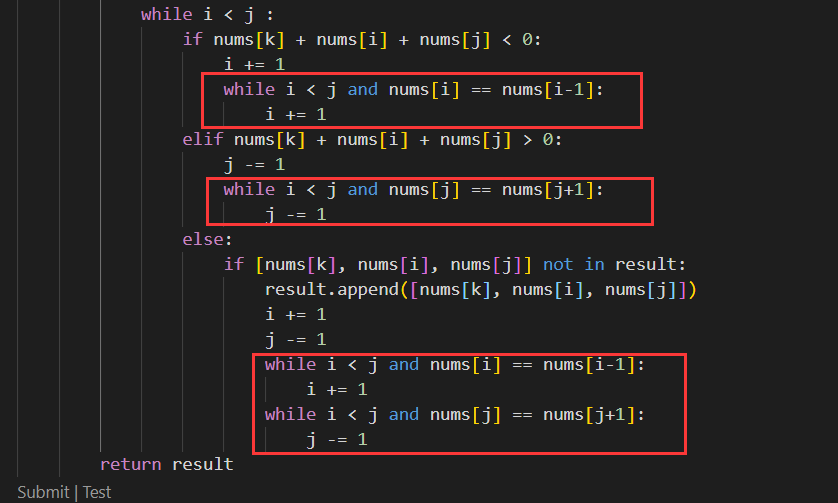 while i < j :
if nums[k] + nums[i] + nums[j] < 0:
i += 1
while i < j and nums[i] == nums[i-1]:
i += 1
elif nums[k] + nums[i] + nums[j] > 0:
j -= 1
while i < j and nums[j] == nums[j+1]:
j -= 1
else:
if [nums[k], nums[i], nums[j]] not in result:
result.append([nums[k], nums[i], nums[j]])
i += 1
j -= 1
while i < j and nums[i] == nums[i-1]:
i += 1
while i < j and nums[j] == nums[j+1]:
j -= 1
return result
Submit | Test